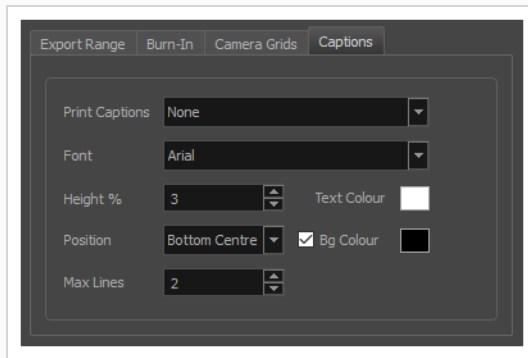 Export Range Burn-In Camera Grids Captions
Print Captions None
Font Arial
Height % 3 Text Colour
Position Bottom Centre Bg Colour
Max Lines 2